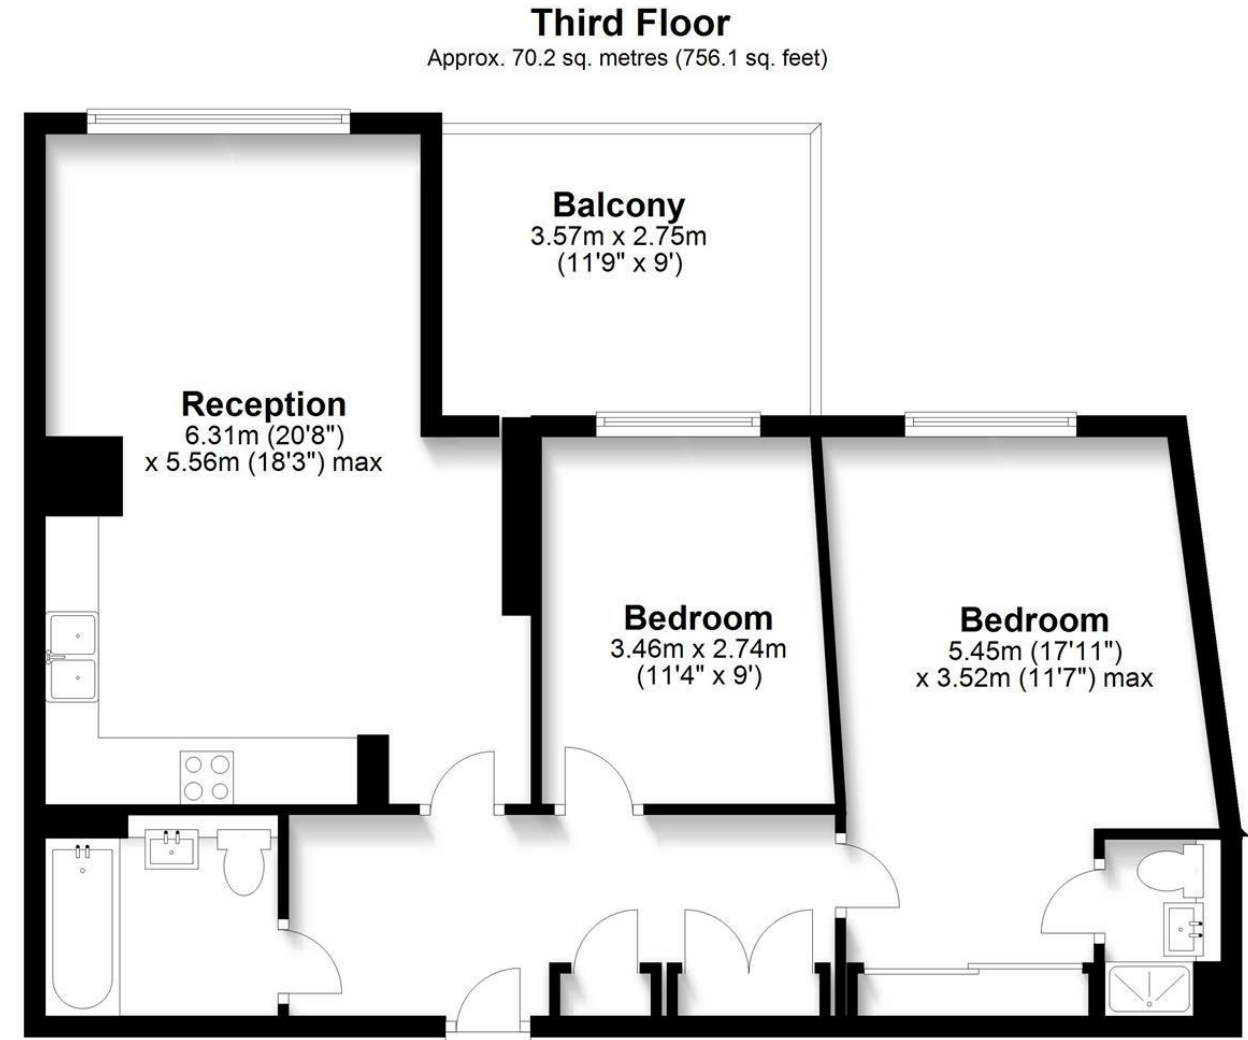 Third Floor
Approx. 70.2 sq. metres (756.1 sq. feet)
Balcony
3.57m x 2.75m
(11'9" x 9')
Reception
6.31m (20'8")
x 5.56m (18'3") max
Bedroom
3.46m x 2.74m
(11'4" x 9')
Bedroom
5.45m (17'11")
x 3.52m (11'7") max